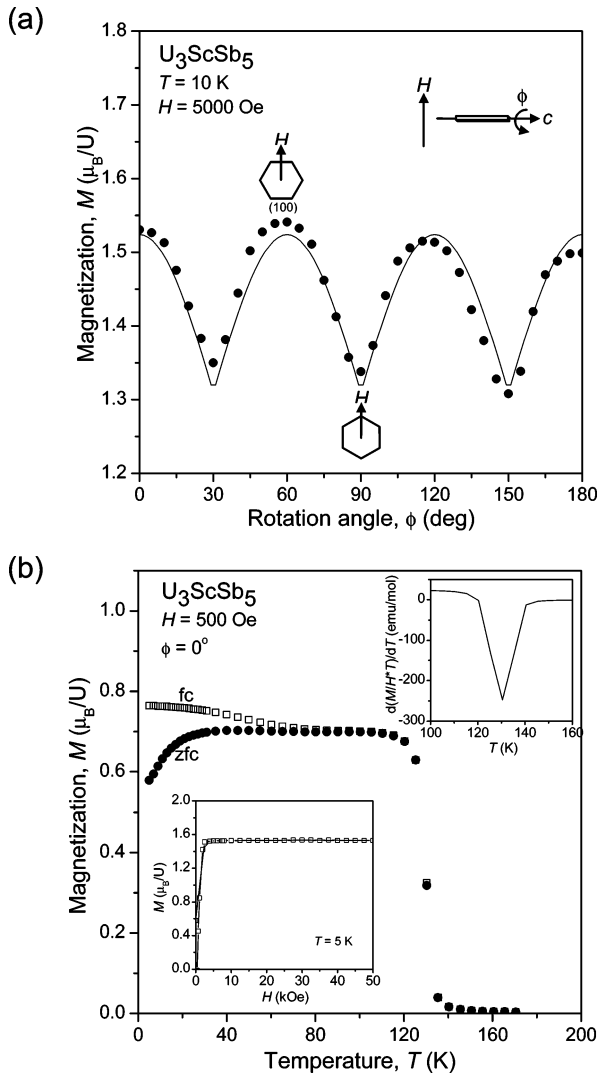 (a)
1.8
1.7
1.6
1.5
1.4
1.3
1.2
Magnetization, M (μB/U)
U3ScSb5
T = 10 K
H = 5000 Oe
H
(100)
H
ϕ
c
H
0
30
60
90
120
150
180
Rotation angle, ϕ (deg)
(b)
1.0
0.8
0.6
0.4
0.2
0.0
Magnetization, M (μB/U)
U3ScSb5
H = 500 Oe
ϕ = 0°
fc
zfc
0
-100
-200
-300
d(M/H*T)/dT (emu/mol)
100
120
140
160
T (K)
2.0
1.6
1.2
0.8
0.4
0.0
M (μB/U)
T = 5 K
0
10
20
30
40
50
H (kOe)
0
40
80
120
160
200
Temperature, T (K)